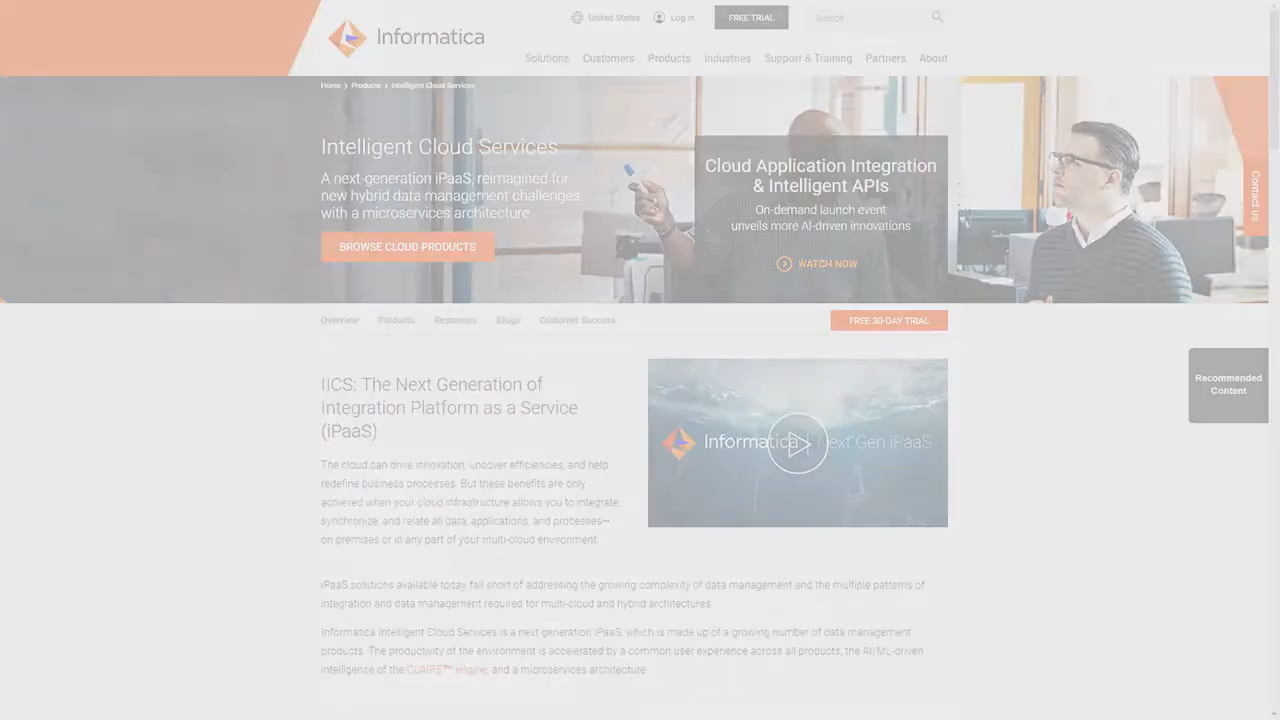 United States
Log in
FREE TRIAL
Search
Informatica
Solutions Customers Products Industries Support & Training Partners About
Home > Products > Intelligent Cloud Services
Intelligent Cloud Services
A next-generation iPaaS, reimagined for
new hybrid data management challenges
with a microservices architecture
BROWSE CLOUD PRODUCTS
Cloud Application Integration
& Intelligent APIs
On-demand launch event
unveils more AI-driven innovations
WATCH NOW
Contact us
Overview Products Resources Blogs Customer Success
FREE 30-DAY TRIAL
Recommended
Content
IICS: The Next Generation of
Integration Platform as a Service
(iPaaS)
Informatica | Next Gen iPaaS
The cloud can drive innovation, uncover efficiencies, and help
redefine business processes. But these benefits are only
achieved when your cloud infrastructure allows you to integrate,
synchronize, and relate all data, applications, and processes—
on premises or in any part of your multi-cloud environment.
iPaaS solutions available today fall short of addressing the growing complexity of data management and the multiple patterns of
integration and data management required for multi-cloud and hybrid architectures.
Informatica Intelligent Cloud Services is a next generation iPaaS, which is made up of a growing number of data management
products. The productivity of the environment is accelerated by a common user experience across all products, the AI/ML-driven
intelligence of the CLAIRE™ engine, and a microservices architecture.